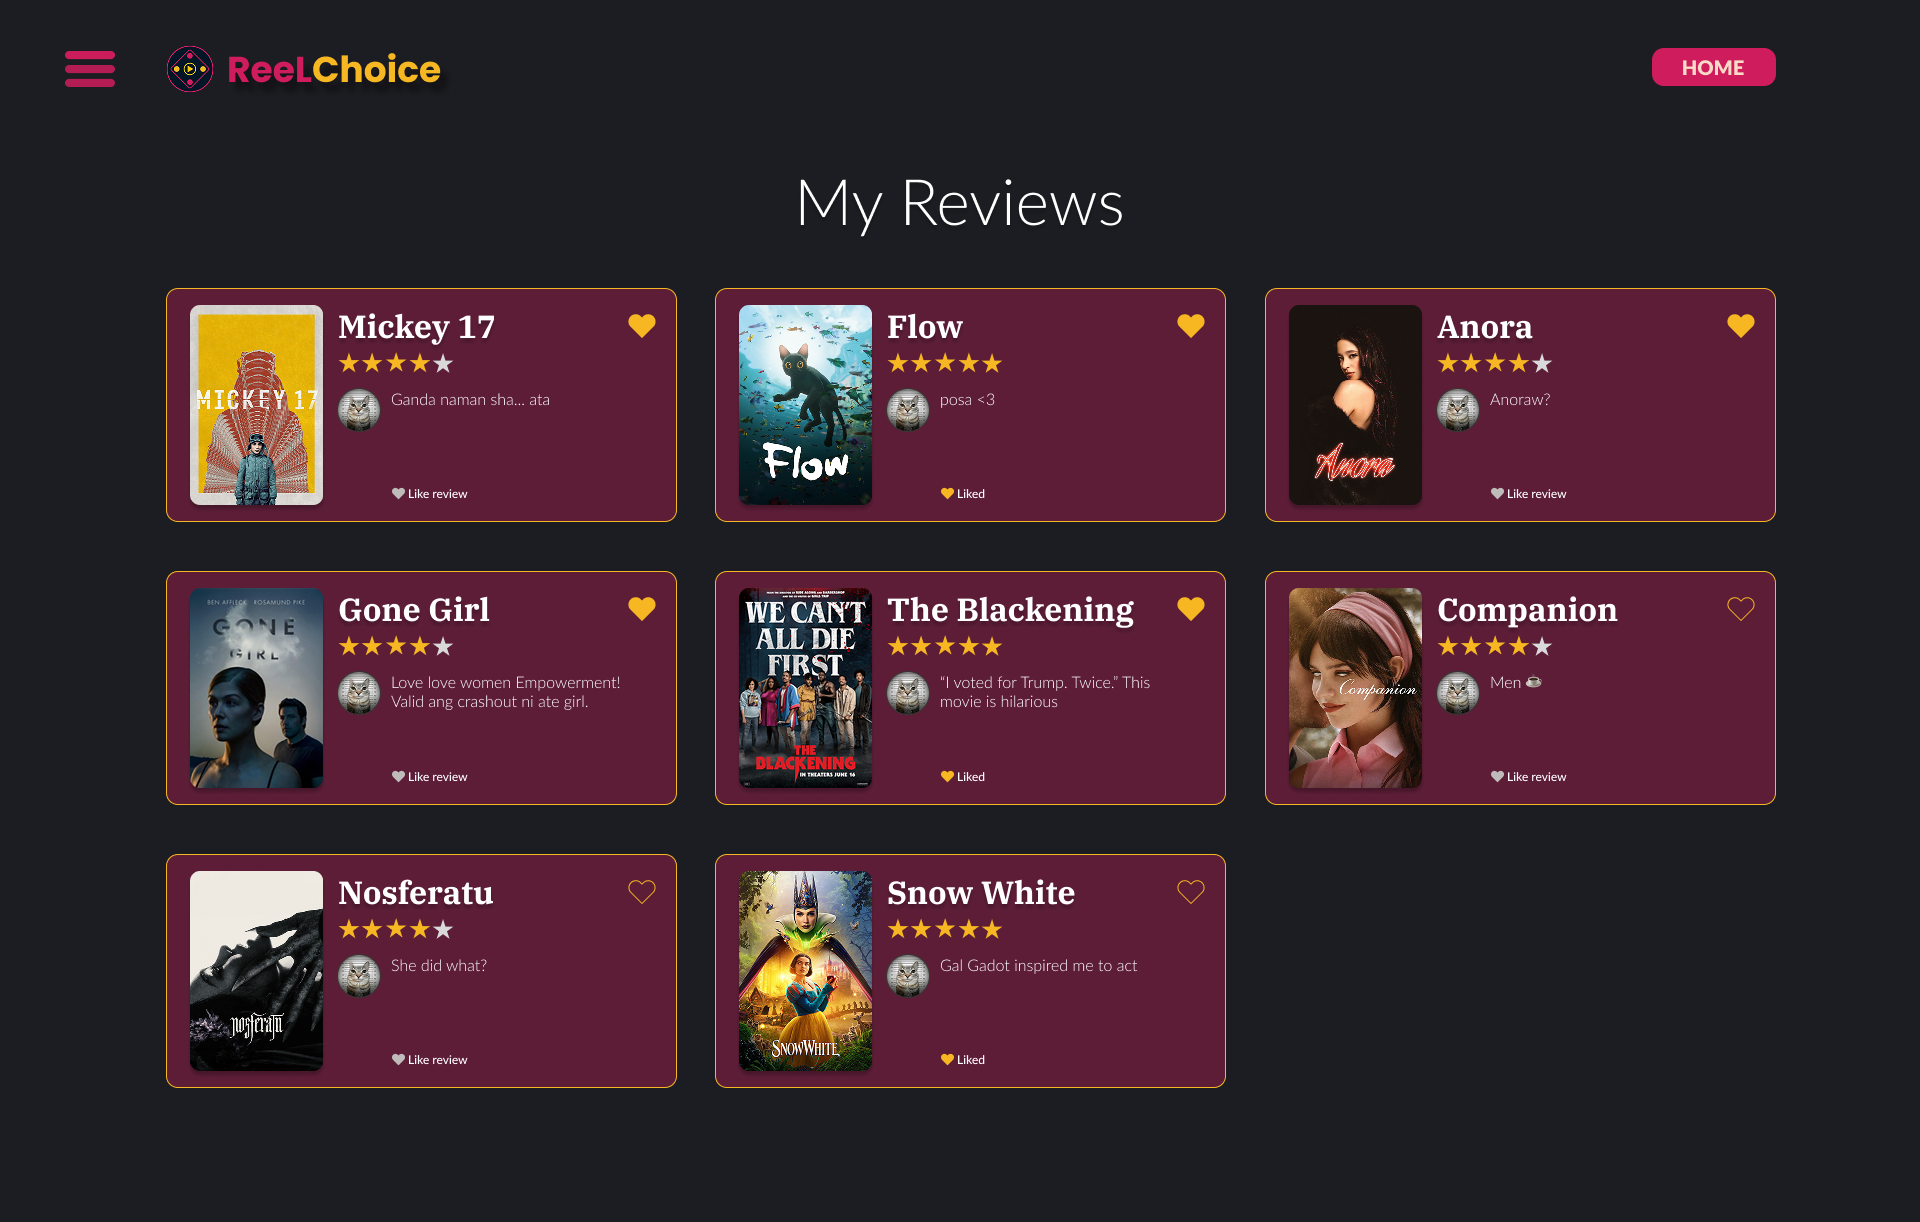 ReeLChoice
HOME
My Reviews
MICKEY 17
Mickey 17
Ganda naman sha... ata
Like review
Flow
Flow
posa <3
Liked
Anora
Anora
Anoraw?
Like review
BEN AFFLECK ROSAMUND PIKE
GONE
GIRL
Gone Girl
Love love women Empowerment!
Valid ang crashout ni ate girl.
Like review
WE CAN'T
ALL DIE
FIRST
THE
BLACKENING
IN THEATERS JUNE 16
The Blackening
“I voted for Trump. Twice.” This
movie is hilarious
Liked
Companion
Companion
Men ☕
Like review
nosferatu
Nosferatu
She did what?
Like review
SNOW WHITE
Snow White
Gal Gadot inspired me to act
Liked